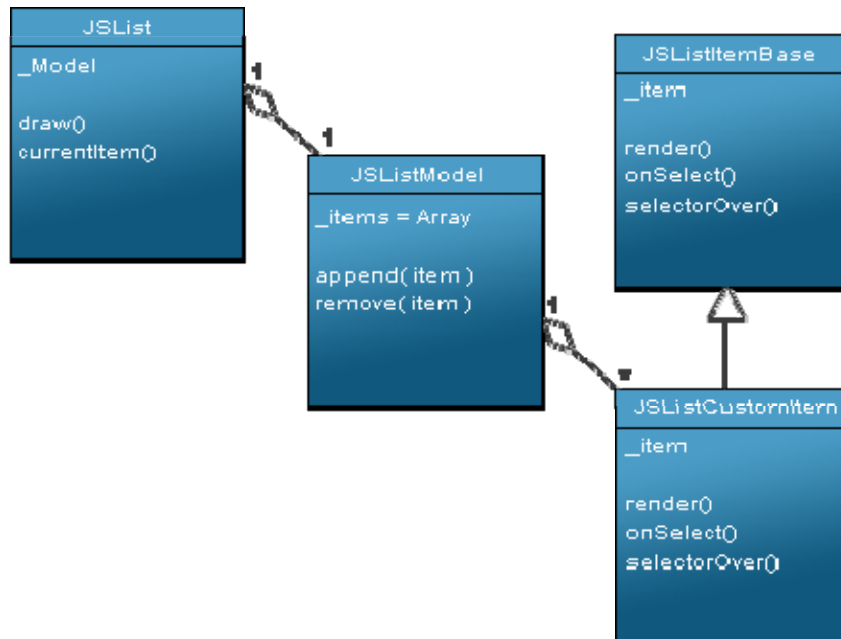 JSList
_Model
draw()
currentItem()
1
1
JSListModel
_items = Array
append( item )
remove( item )
1
*
JSListItemBase
_item
render()
onSelect()
selectorOver()
JSListCustomItem
_item
render()
onSelect()
selectorOver()